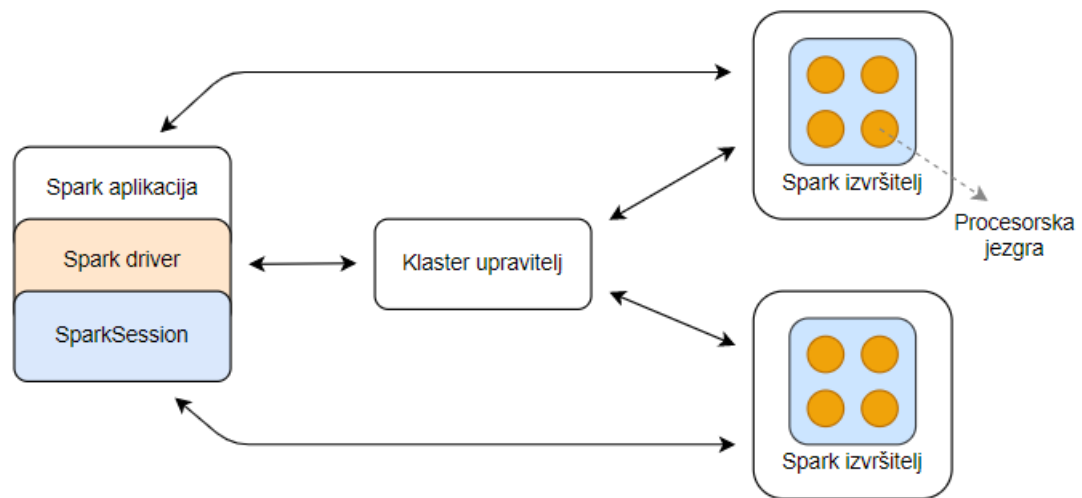 Spark aplikacija
Spark driver
SparkSession
Klaster upravitelj
Spark izvršitelj
Procesorska
jezgra
Spark izvršitelj